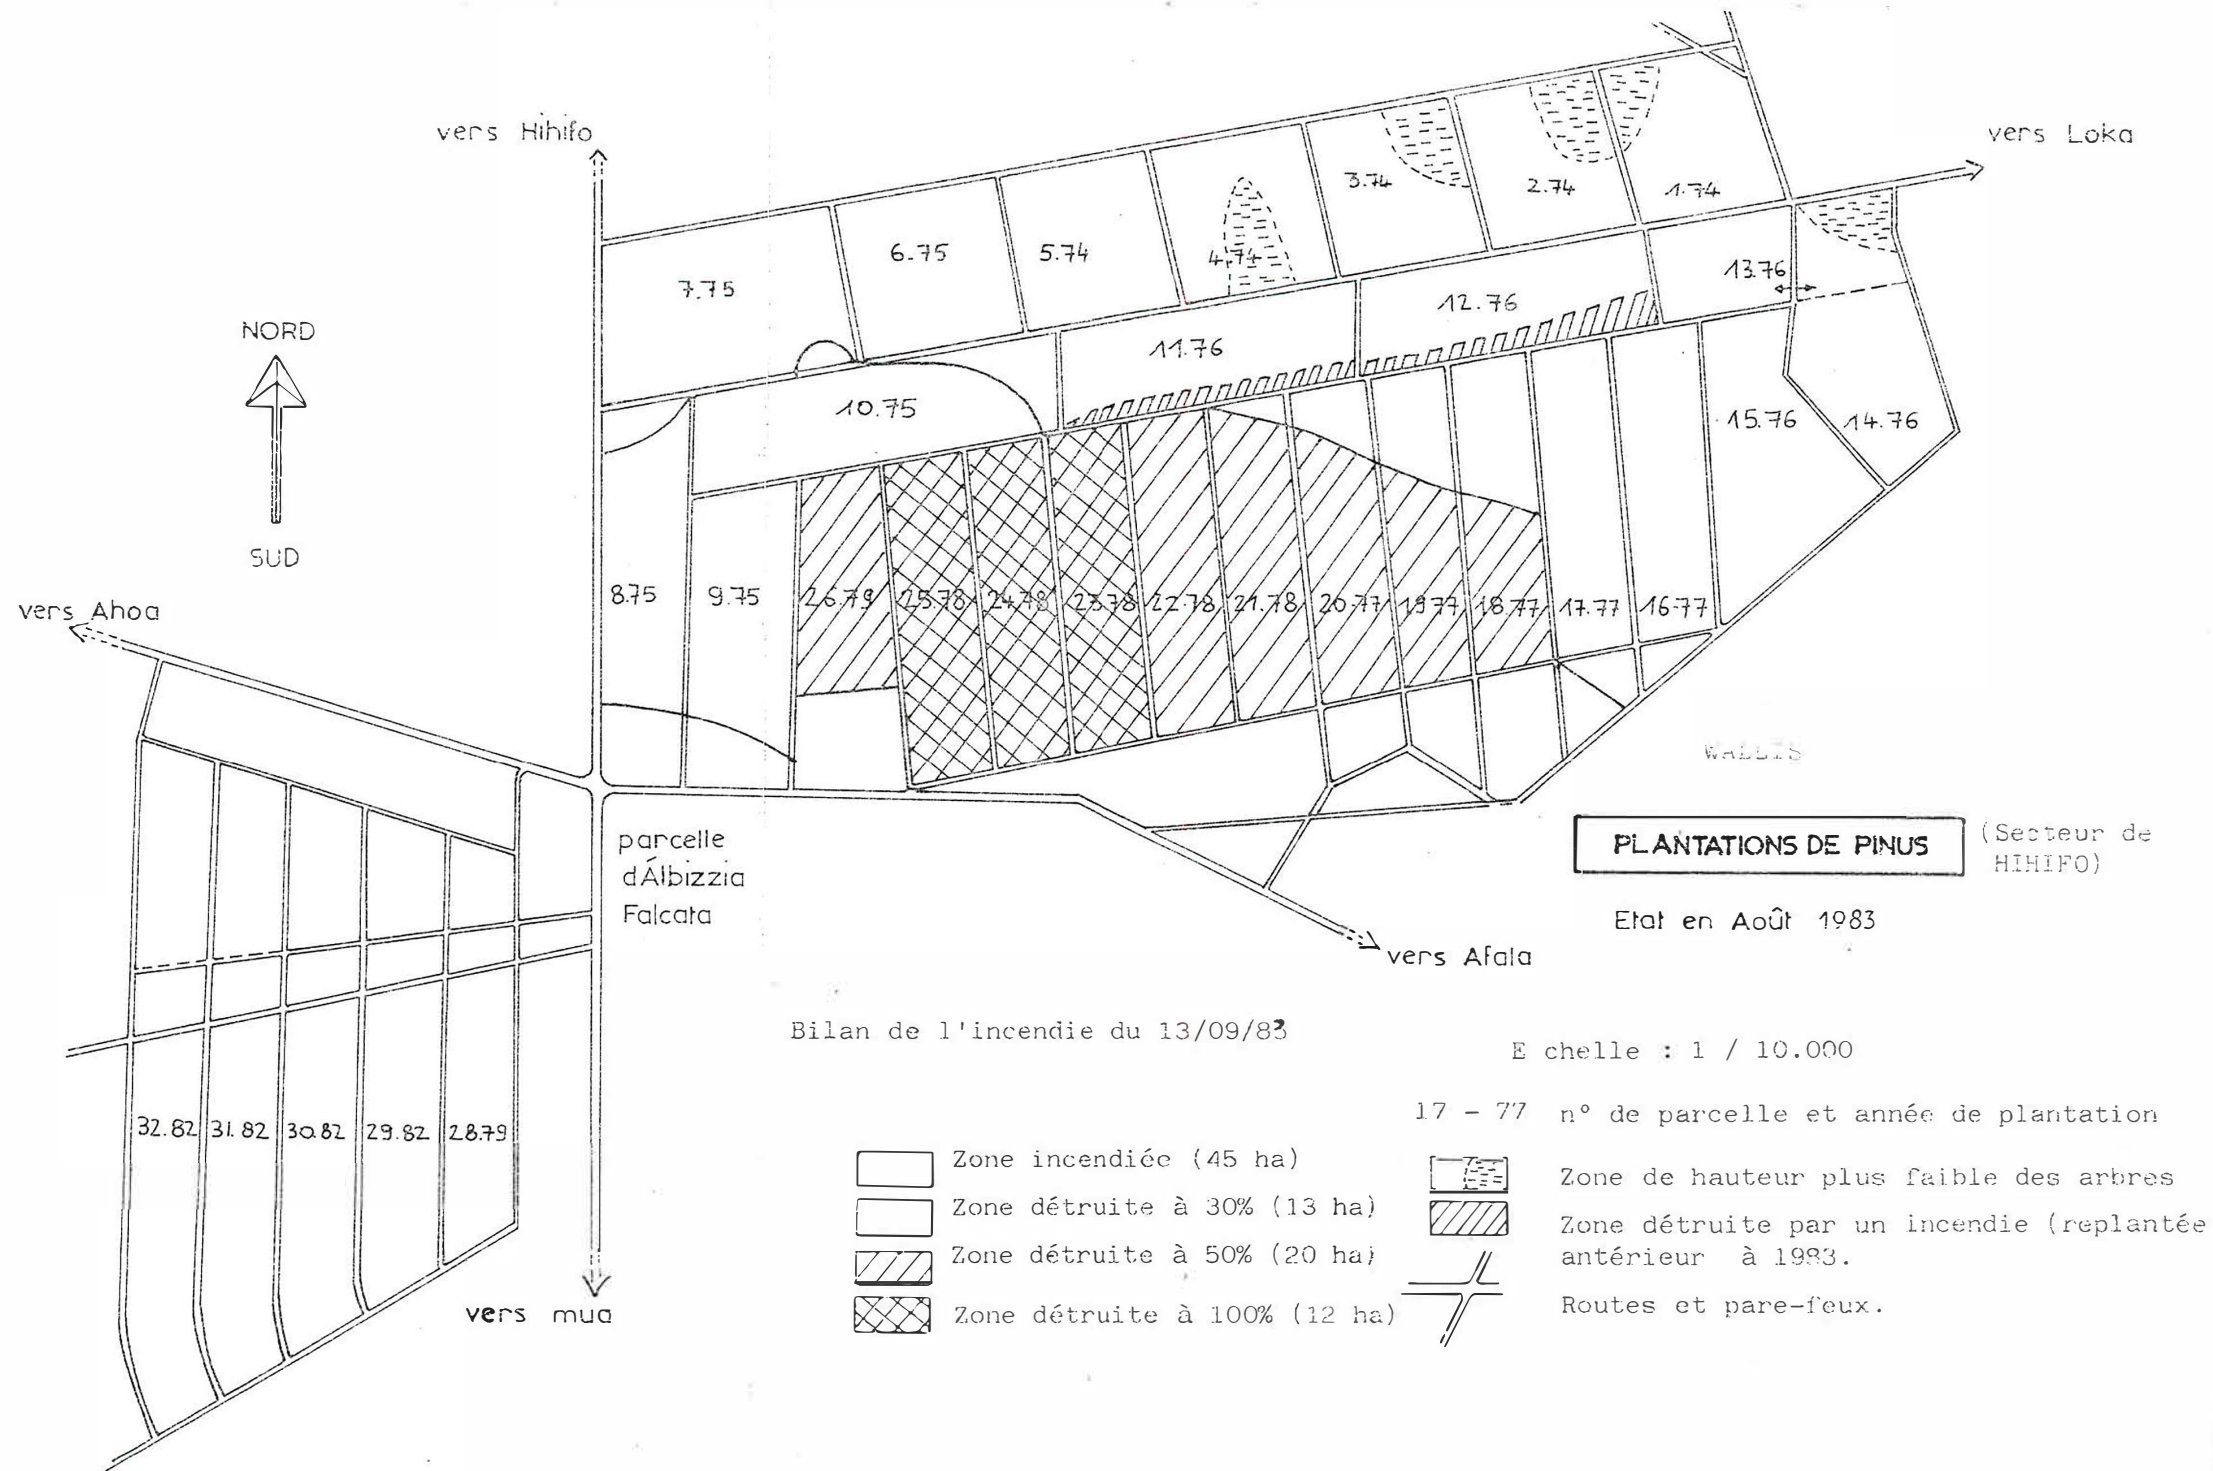 vers Hihifo
vers Loka
3.74
2.74
1.74
6.75
5.74
4.74
7.75
13.76
12.76
11.76
10.75
15.76
14.76
NORD
SUD
vers Ahoa
8.75
9.75
26.79
25.78
24.78
23.78
22.78
21.78
20.77
19.77
18.77
17.77
16.77
WALLIS
PLANTATIONS DE PINUS
(Secteur de
HIHIFO)
Etat en Août 1983
parcelle
d'Albizzia
Falcata
vers Afala
Bilan de l'incendie du 13/09/83
E chelle : 1 / 10.000
17 - 77 n° de parcelle et année de plantation
32.82
31.82
30.82
29.82
28.79
vers mua
Zone incendiée (45 ha)
Zone détruite à 30% (13 ha)
Zone détruite à 50% (20 ha)
Zone détruite à 100% (12 ha)
Zone de hauteur plus faible des arbres
Zone détruite par un incendie (replantée
antérieur à 1983.
Routes et pare-feux.